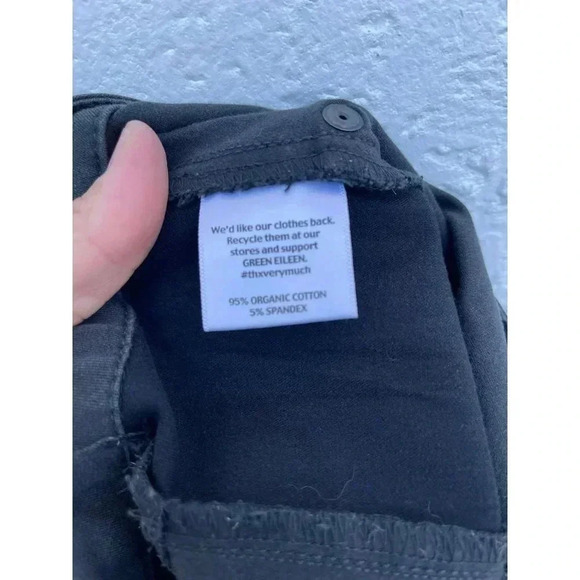 We'd like our clothes back.
Recycle them at our
stores and support
GREEN EILEEN.
#thxverymuch
95% ORGANIC COTTON
5% SPANDEX